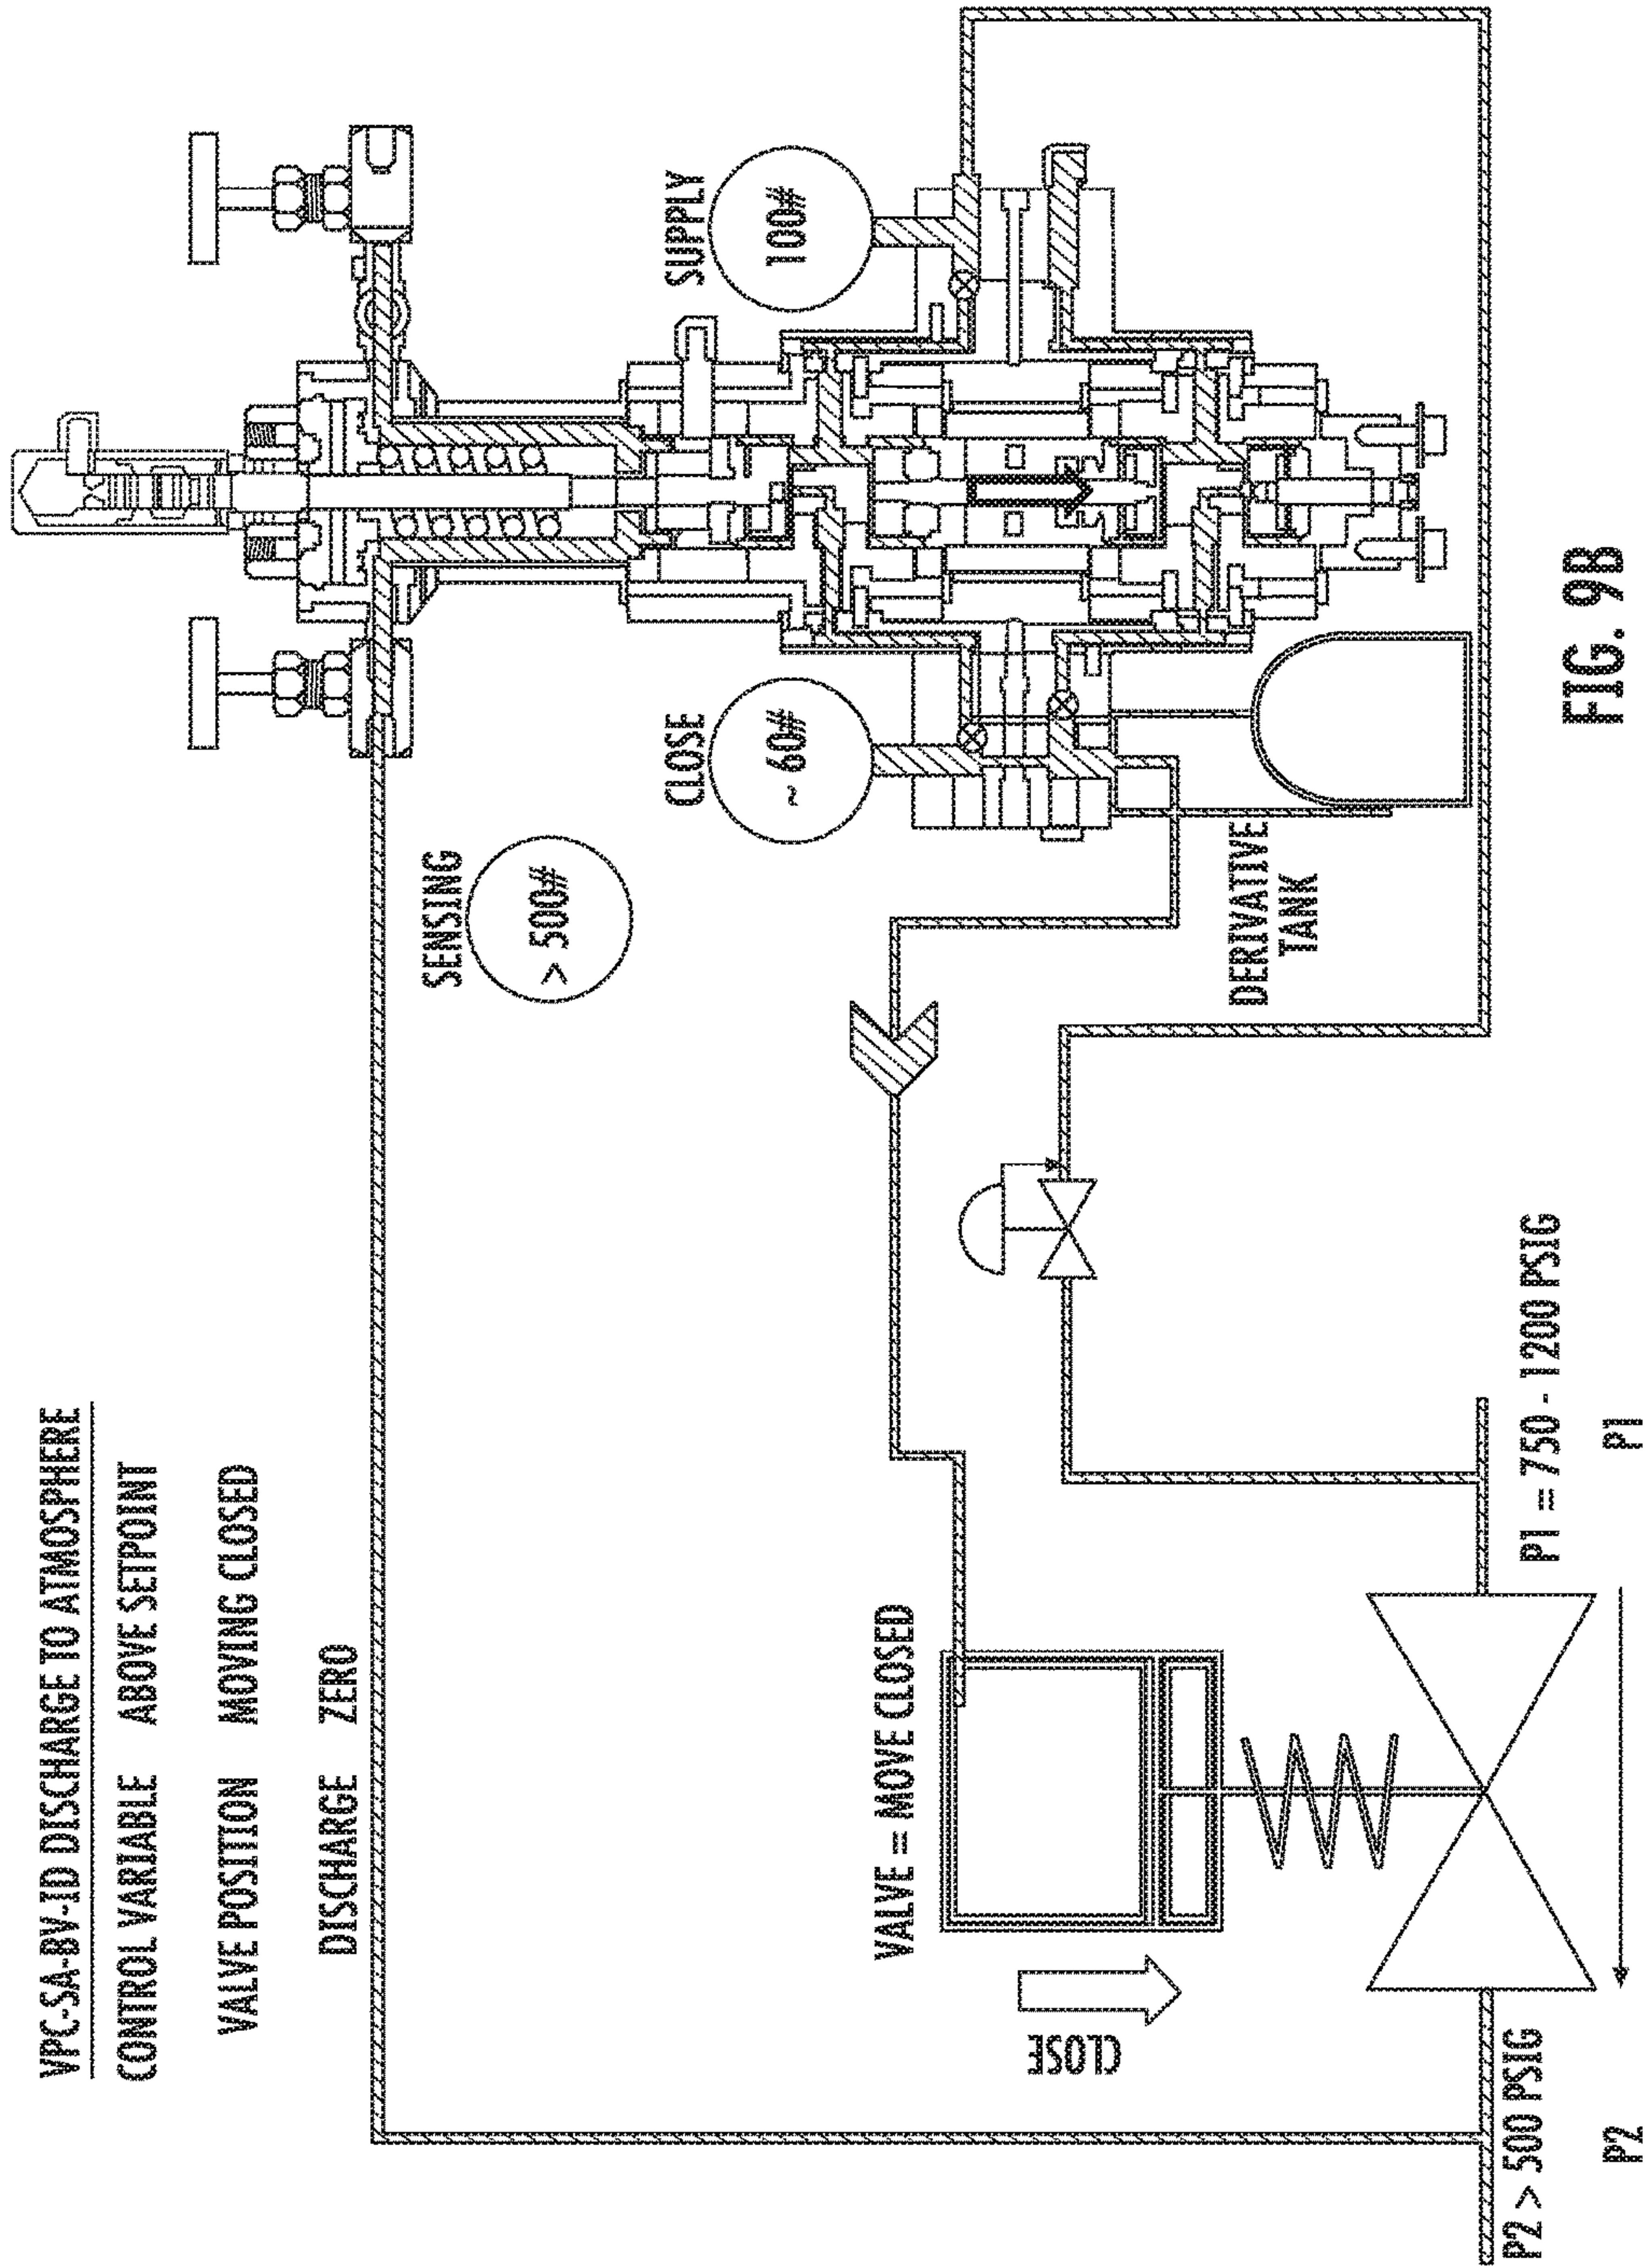 VPC-SA-BV-ID DISCHARGE TO ATMOSPHERE
CONTROL VARIABLE ABOVE SETPOINT
VALVE POSITION MOVING CLOSED
DISCHARGE ZERO
SENSING
> 500#
CLOSE
~ 60#
SUPPLY
100#
VALVE = MOVE CLOSED
CLOSE
DERIVATIVE
TANK
P2 > 500 PSIG
P1 = 750 - 1200 PSIG
P2
P1
FIG. 9B